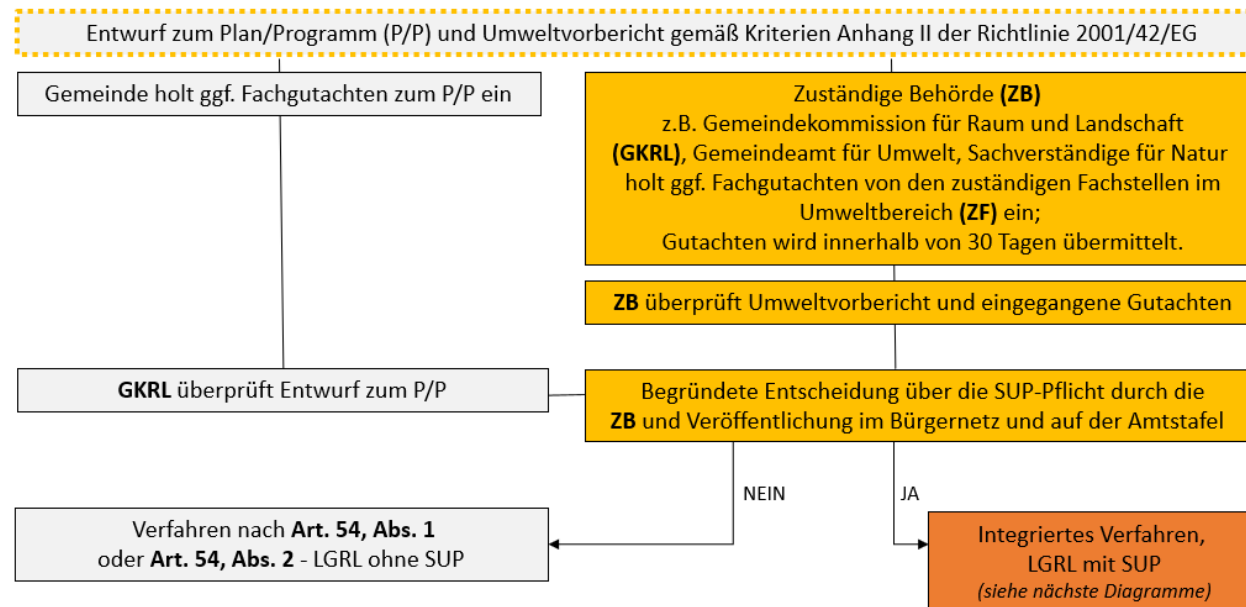 Entwurf zum Plan/Programm (P/P) und Umweltvorbericht gemäß Kriterien Anhang II der Richtlinie 2001/42/EG
Gemeinde holt ggf. Fachgutachten zum P/P ein
Zuständige Behörde (ZB)
z.B. Gemeindekommission für Raum und Landschaft
(GKRL), Gemeindeamt für Umwelt, Sachverständige für Natur
holt ggf. Fachgutachten von den zuständigen Fachstellen im
Umweltbereich (ZF) ein;
Gutachten wird innerhalb von 30 Tagen übermittelt.
ZB überprüft Umweltvorbericht und eingegangene Gutachten
GKRL überprüft Entwurf zum P/P
Begründete Entscheidung über die SUP-Pflicht durch die
ZB und Veröffentlichung im Bürgernetz und auf der Amtstafel
NEIN
JA
Verfahren nach Art. 54, Abs. 1
oder Art. 54, Abs. 2 - LGRL ohne SUP
Integriertes Verfahren,
LGRL mit SUP
(siehe nächste Diagramme)